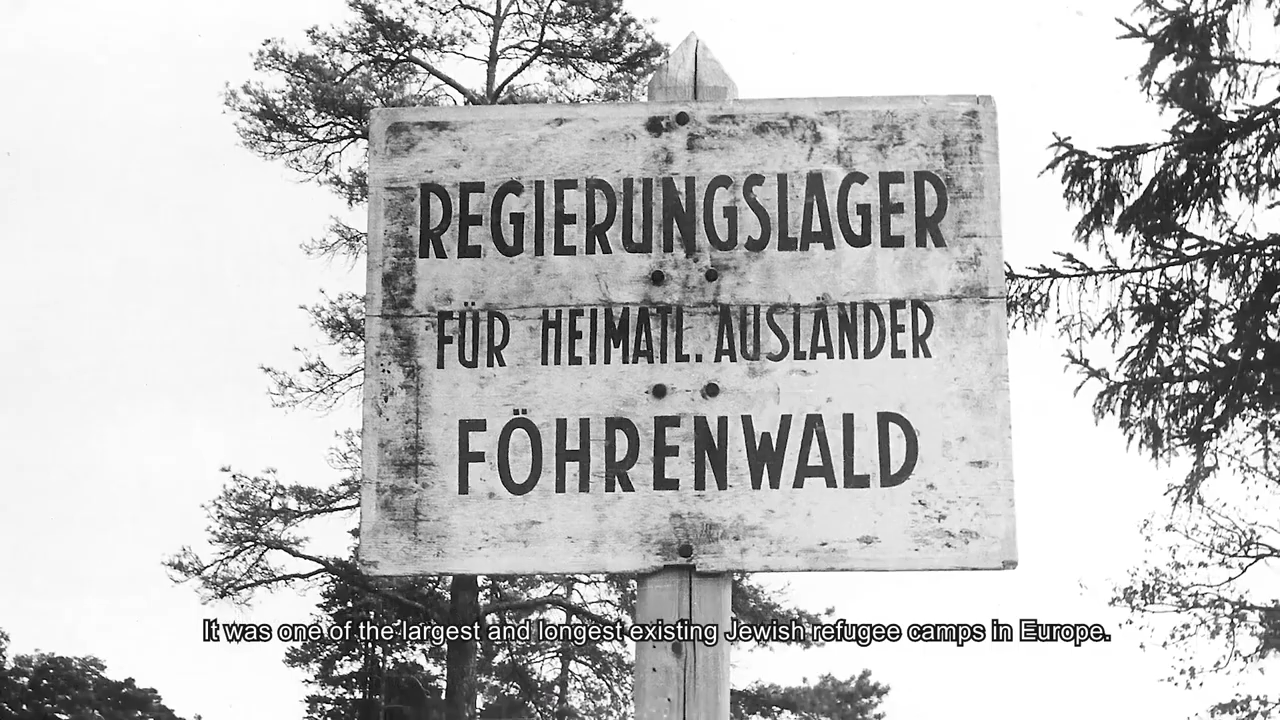 REGIERUNGSLAGER
FÜR HEIMATL. AUSLÄNDER
FÖHRENWALD
It was one of the largest and longest existing Jewish refugee camps in Europe.